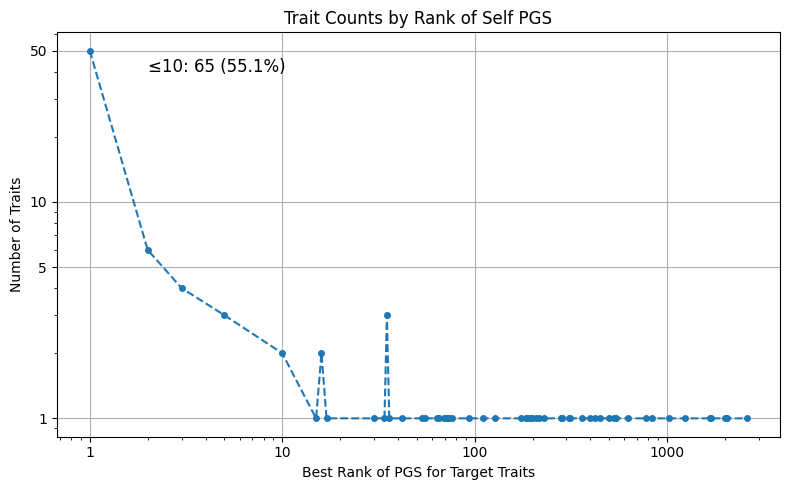 Trait Counts by Rank of Self PGS
≤10: 65 (55.1%)
Number of Traits
50
10
5
1
1 10 100 1000
Best Rank of PGS for Target Traits